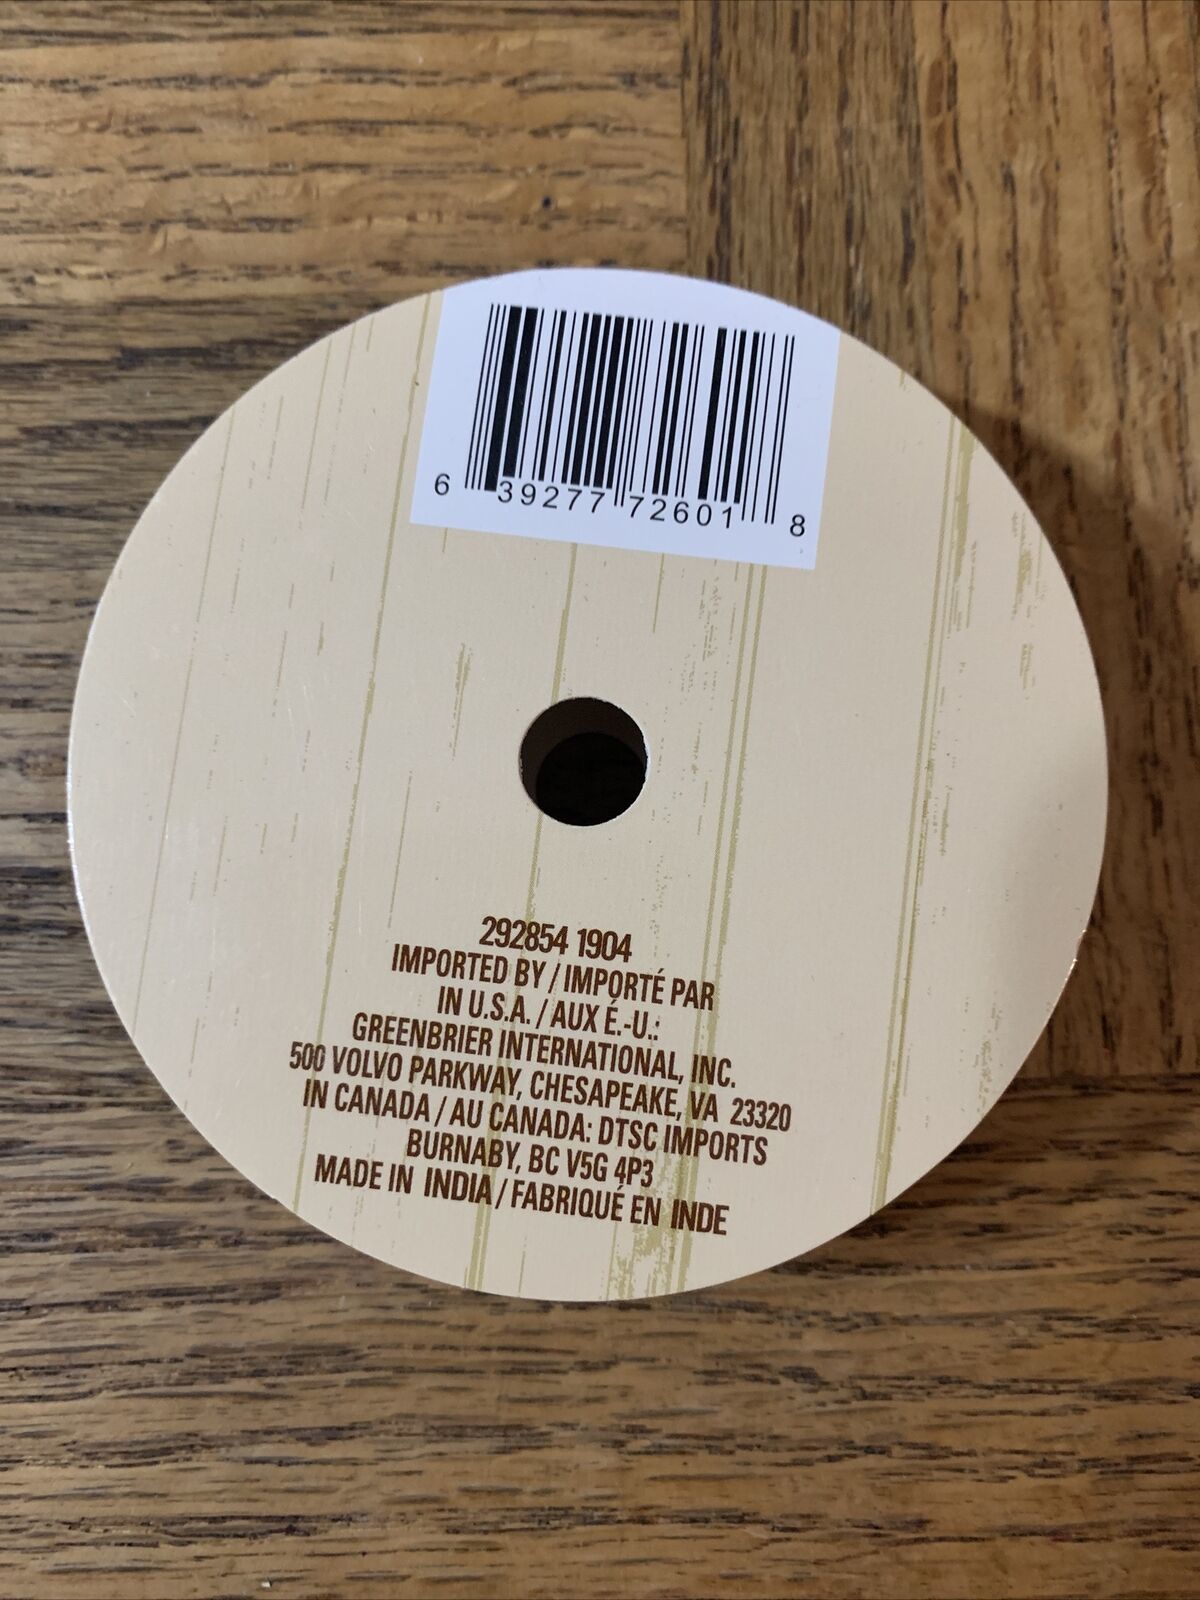 6 39277 72601 8
292854 1904
IMPORTED BY / IMPORTÉ PAR
IN U.S.A. / AUX É.-U.:
GREENBRIER INTERNATIONAL, INC.
500 VOLVO PARKWAY, CHESAPEAKE, VA 23320
IN CANADA / AU CANADA: DTSC IMPORTS
BURNABY, BC V5G 4P3
MADE IN INDIA / FABRIQUÉ EN INDE